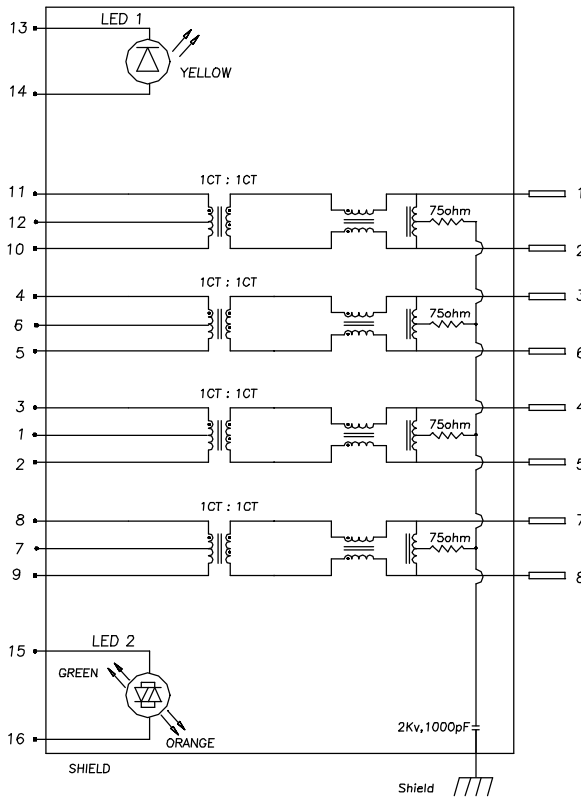 13
LED 1
YELLOW
14
1CT : 1CT
11
12
10
75ohm
1
2
1CT : 1CT
4
6
5
75ohm
3
6
1CT : 1CT
3
1
2
75ohm
4
5
1CT : 1CT
8
7
9
75ohm
7
8
15
LED 2
GREEN
16
ORANGE
2Kv,1000pF
SHIELD
Shield